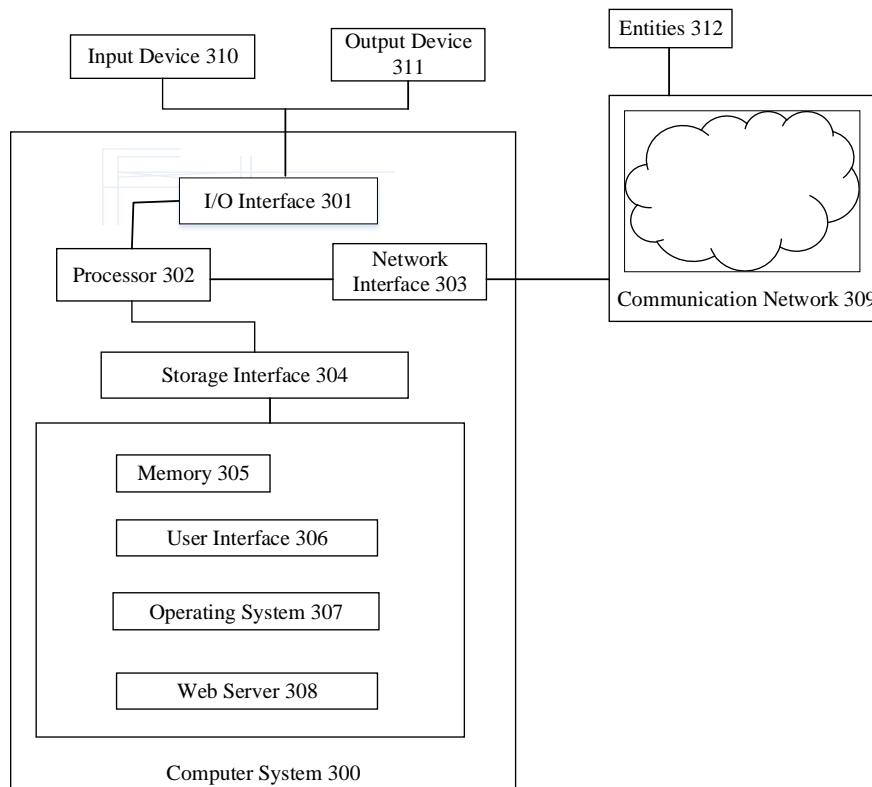 Input Device 310
Output Device
311
Entities 312
I/O Interface 301
Processor 302
Network
Interface 303
Communication Network 309
Storage Interface 304
Memory 305
User Interface 306
Operating System 307
Web Server 308
Computer System 300